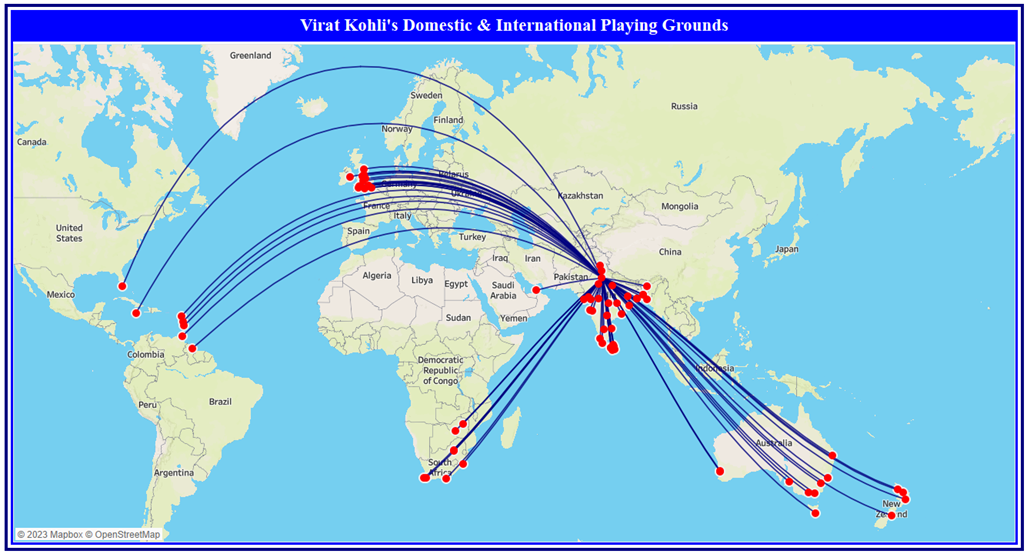 Virat Kohli's Domestic & International Playing Grounds
Greenland
Sweden
Russia
Finland
Norway
Canada
Belarus
Germany
Ukraine
Kazakhstan
France
Mongolia
Italy
United
States
Spain
Turkey
China
Japan
Iraq
Iran
Algeria
Libya
Egypt
Pakistan
Saudi
Arabia
Mexico
Sudan
Yemen
Colombia
Democratic
Republic
of Congo
Indonesia
Peru
Brazil
Australia
South
Africa
Argentina
New
Zealand
© 2023 Mapbox © OpenStreetMap